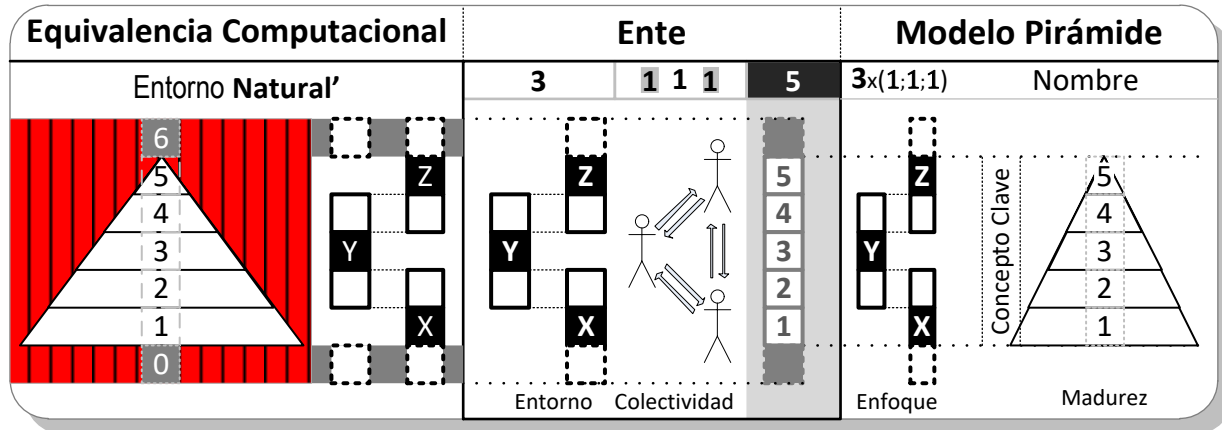 Equivalencia Computacional
Ente
Modelo Pirámide
Entorno Natural’
3
1 1 1
5
3x(1;1;1)
Nombre
6
5
4
3
2
1
0
Z
Y
X
Z
Y
X
5
4
3
2
1
Z
Y
X
Concepto Clave
5
4
3
2
1
Entorno
Colectividad
Enfoque
Madurez